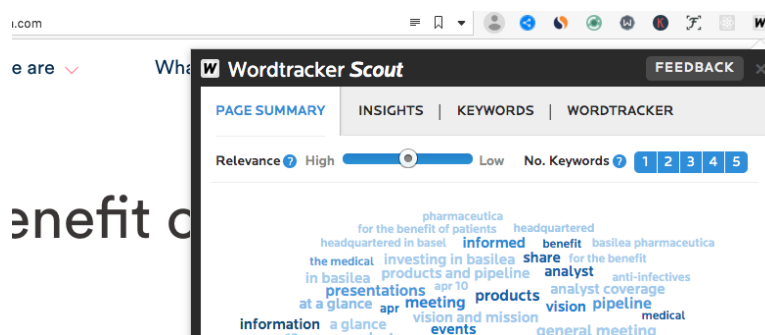 .com
e are
Wha
W Wordtracker Scout
FEEDBACK
PAGE SUMMARY
INSIGHTS | KEYWORDS | WORDTRACKER
Relevance ? High
Low
No. Keywords ? 1 2 3 4 5
enefit o
pharmaceutica
for the benefit of patients headquartered
headquartered in basel informed benefit basilea pharmaceutica
the medical investing in basilea share for the benefit
in basilea products and pipeline analyst anti-infectives
presentations apr 10 products analyst coverage
at a glance apr meeting vision pipeline
information a glance vision and mission medical
events general meeting